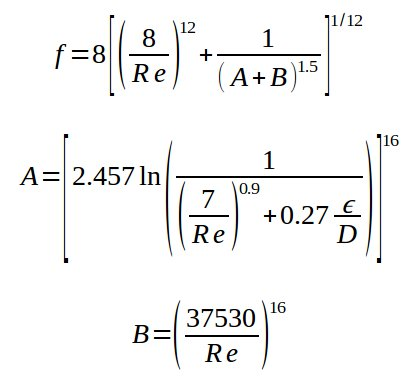 f = 8[(8/Re)^12 + 1/(A+B)^1.5]^1/12
A = [2.457 ln(1/((7/Re)^0.9 + 0.27 ϵ/D))]^16
B = (37530/Re)^16